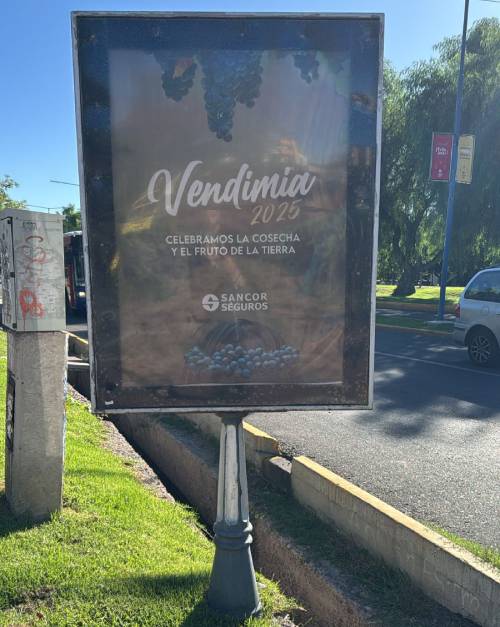 Vendimia
2025
CELEBRAMOS LA COSECHA
Y EL FRUTO DE LA TIERRA
SANCOR
SEGUROS